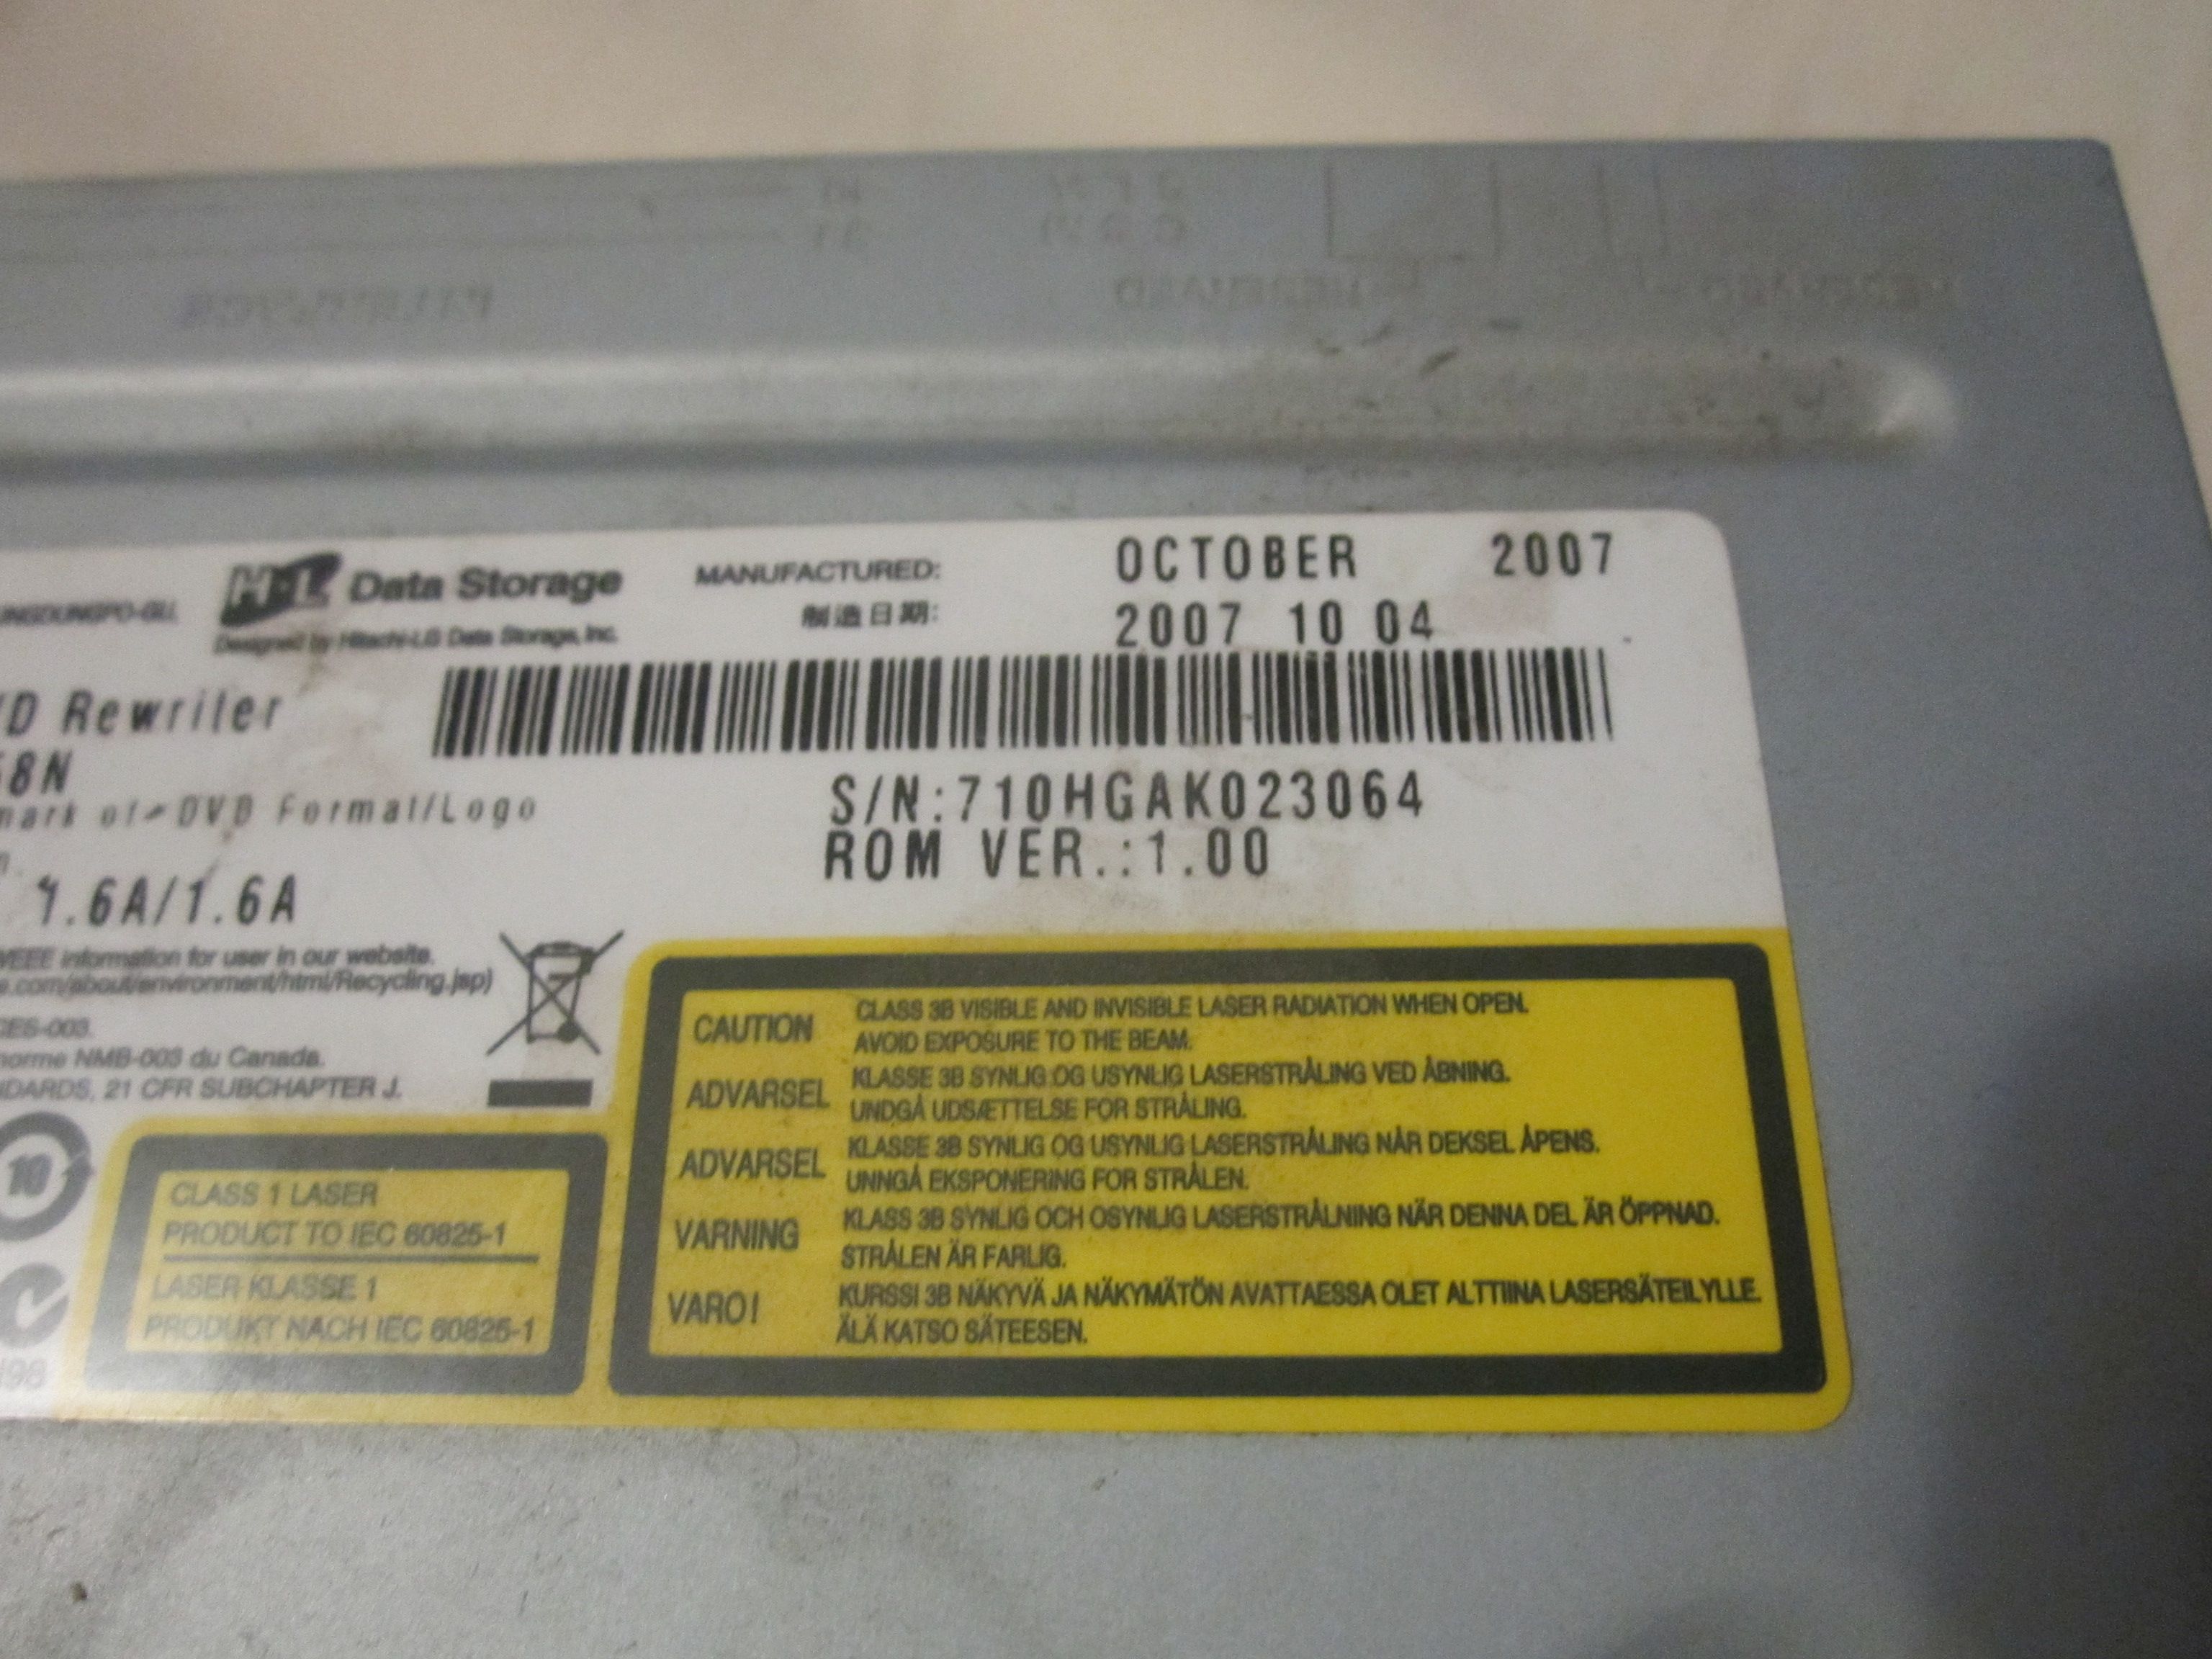 H·L Data Storage
Designed by Hitachi-LG Data Storage, Inc.
MANUFACTURED: OCTOBER 2007
制造日期: 2007 10 04
Rewriter
S/N:710HGAK023064
ROM VER.:1.00
8N
mark of DVD Format/Logo
1.6A/1.6A
WEEE information for user in our website.
e.com/about/environment/html/Recycling.jsp)
CES-003.
norme NMB-003 du Canada.
NDARDS, 21 CFR SUBCHAPTER J.
10
CLASS 1 LASER
PRODUCT TO IEC 60825-1
LASER KLASSE 1
PRODUKT NACH IEC 60825-1
CAUTION CLASS 3B VISIBLE AND INVISIBLE LASER RADIATION WHEN OPEN.
AVOID EXPOSURE TO THE BEAM.
ADVARSEL KLASSE 3B SYNLIG OG USYNLIG LASERSTRÅLING VED ÅBNING.
UNDGÅ UDSÆTTELSE FOR STRÅLING.
ADVARSEL KLASSE 3B SYNLIG OG USYNLIG LASERSTRÅLING NÅR DEKSEL ÅPENS.
UNNGÅ EKSPONERING FOR STRÅLEN.
VARNING KLASS 3B SYNLIG OCH OSYNLIG LASERSTRÅLNING NÄR DENNA DEL ÄR ÖPPNAD.
STRÅLEN ÄR FARLIG.
VARO! KURSSI 3B NÄKYVÄ JA NÄKYMÄTÖN AVATTAESSA OLET ALTTIINA LASERSÄTEILYLLE.
ÄLÄ KATSO SÄTEESEN.